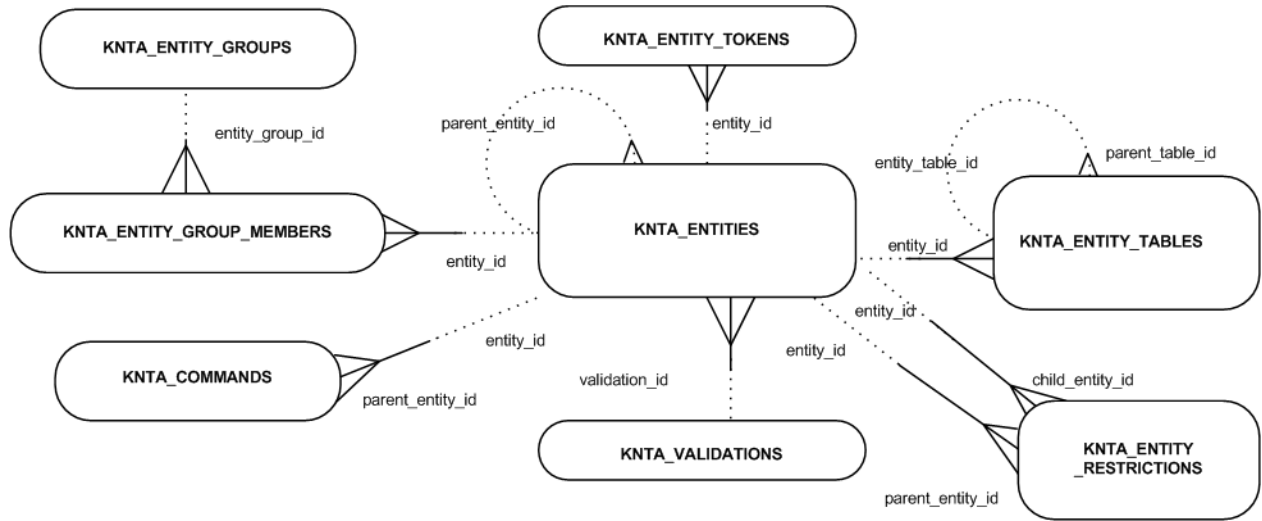 KNTA_ENTITY_GROUPS
KNTA_ENTITY_TOKENS
entity_group_id
parent_entity_id
entity_id
entity_table_id
parent_table_id
KNTA_ENTITY_GROUP_MEMBERS
KNTA_ENTITIES
KNTA_ENTITY_TABLES
entity_id
entity_id
entity_id
entity_id
entity_id
KNTA_COMMANDS
parent_entity_id
validation_id
child_entity_id
KNTA_VALIDATIONS
KNTA_ENTITY
_RESTRICTIONS
parent_entity_id